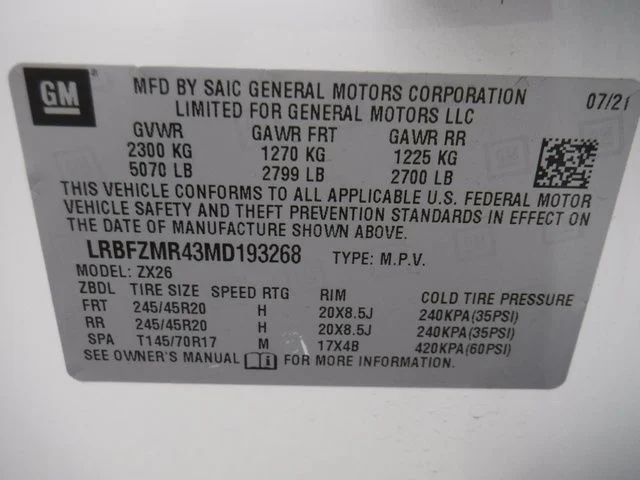 GM
MFD BY SAIC GENERAL MOTORS CORPORATION 07/21
LIMITED FOR GENERAL MOTORS LLC
GVWR GAWR FRT GAWR RR
2300 KG 1270 KG 1225 KG
5070 LB 2799 LB 2700 LB
THIS VEHICLE CONFORMS TO ALL APPLICABLE U.S. FEDERAL MOTOR
VEHICLE SAFETY AND THEFT PREVENTION STANDARDS IN EFFECT ON
THE DATE OF MANUFACTURE SHOWN ABOVE.
LRBFZMR43MD193268 TYPE: M.P.V.
MODEL: ZX26
ZBDL TIRE SIZE SPEED RTG RIM COLD TIRE PRESSURE
FRT 245/45R20 H 20X8.5J 240KPA(35PSI)
RR 245/45R20 H 20X8.5J 240KPA(35PSI)
SPA T145/70R17 M 17X4B 420KPA(60PSI)
SEE OWNER'S MANUAL FOR MORE INFORMATION